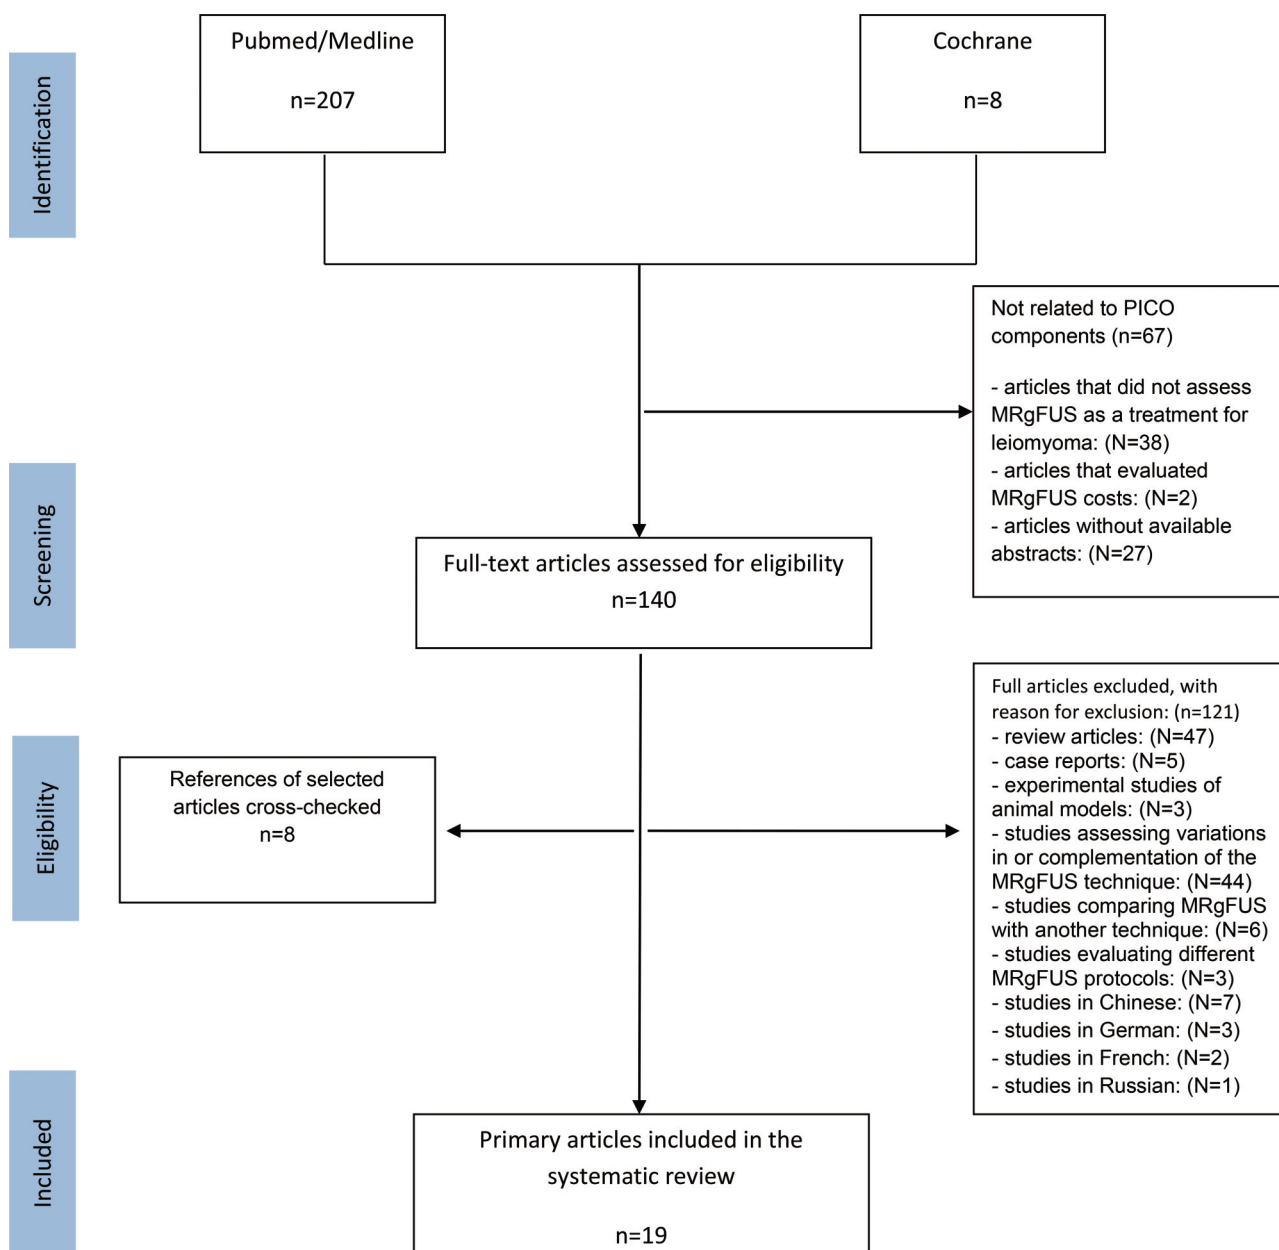 Identification
Pubmed/Medline
n=207
Cochrane
n=8
Not related to PICO
components (n=67)
- articles that did not assess
MRgFUS as a treatment for
leiomyoma: (N=38)
- articles that evaluated
MRgFUS costs: (N=2)
- articles without available
abstracts: (N=27)
Screening
Full-text articles assessed for eligibility
n=140
Eligibility
References of selected
articles cross-checked
n=8
Full articles excluded, with
reason for exclusion: (n=121)
- review articles: (N=47)
- case reports: (N=5)
- experimental studies of
animal models: (N=3)
- studies assessing variations
in or complementation of the
MRgFUS technique: (N=44)
- studies comparing MRgFUS
with another technique: (N=6)
- studies evaluating different
MRgFUS protocols: (N=3)
- studies in Chinese: (N=7)
- studies in German: (N=3)
- studies in French: (N=2)
- studies in Russian: (N=1)
Included
Primary articles included in the
systematic review
n=19